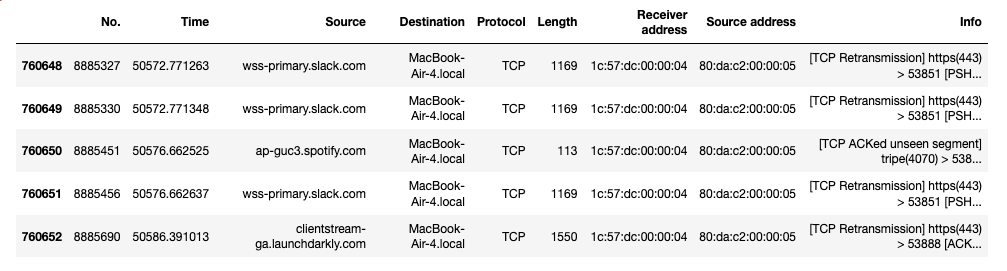 No. Time Source Destination Protocol Length Receiver address Source address Info
760648 8885327 50572.771263 wss-primary.slack.com MacBook-Air-4.local TCP 1169 1c:57:dc:00:00:04 80:da:c2:00:00:05 [TCP Retransmission] https(443) > 53851 [PSH...
760649 8885330 50572.771348 wss-primary.slack.com MacBook-Air-4.local TCP 1169 1c:57:dc:00:00:04 80:da:c2:00:00:05 [TCP Retransmission] https(443) > 53851 [PSH...
760650 8885451 50576.662525 ap-guc3.spotify.com MacBook-Air-4.local TCP 113 1c:57:dc:00:00:04 80:da:c2:00:00:05 [TCP ACKed unseen segment] tripe(4070) > 538...
760651 8885456 50576.662637 wss-primary.slack.com MacBook-Air-4.local TCP 1169 1c:57:dc:00:00:04 80:da:c2:00:00:05 [TCP Retransmission] https(443) > 53851 [PSH...
760652 8885690 50586.391013 clientstream-ga.launchdarkly.com MacBook-Air-4.local TCP 1550 1c:57:dc:00:00:04 80:da:c2:00:00:05 [TCP Retransmission] https(443) > 53888 [ACK...